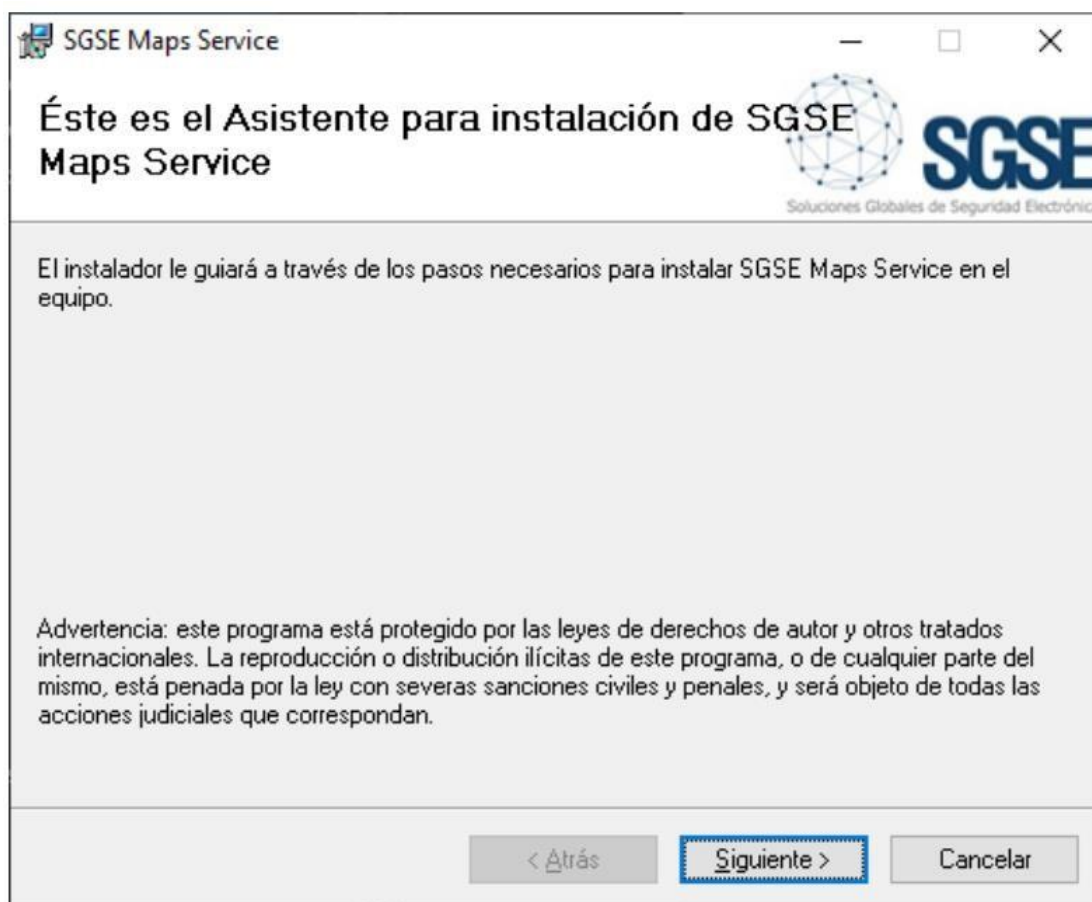 SGSE Maps Service
Éste es el Asistente para instalación de SGSE
Maps Service
SGSE
Soluciones Globales de Seguridad Electrónic
El instalador le guiará a través de los pasos necesarios para instalar SGSE Maps Service en el
equipo.
Advertencia: este programa está protegido por las leyes de derechos de autor y otros tratados
internacionales. La reproducción o distribución ilícitas de este programa, o de cualquier parte del
mismo, está penada por la ley con severas sanciones civiles y penales, y será objeto de todas las
acciones judiciales que correspondan.
< Atrás
Siguiente >
Cancelar